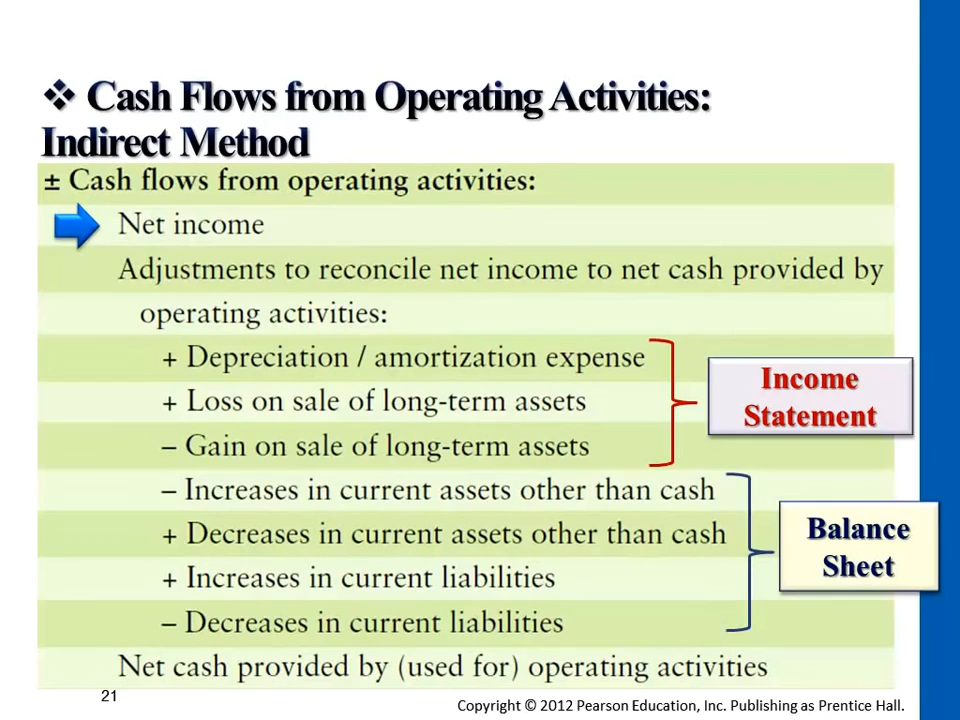 ❖ Cash Flows from Operating Activities:
Indirect Method
± Cash flows from operating activities:
Net income
Adjustments to reconcile net income to net cash provided by
operating activities:
+ Depreciation / amortization expense
+ Loss on sale of long-term assets
– Gain on sale of long-term assets
– Increases in current assets other than cash
+ Decreases in current assets other than cash
+ Increases in current liabilities
– Decreases in current liabilities
Net cash provided by (used for) operating activities
Income
Statement
Balance
Sheet
21
Copyright © 2012 Pearson Education, Inc. Publishing as Prentice Hall.